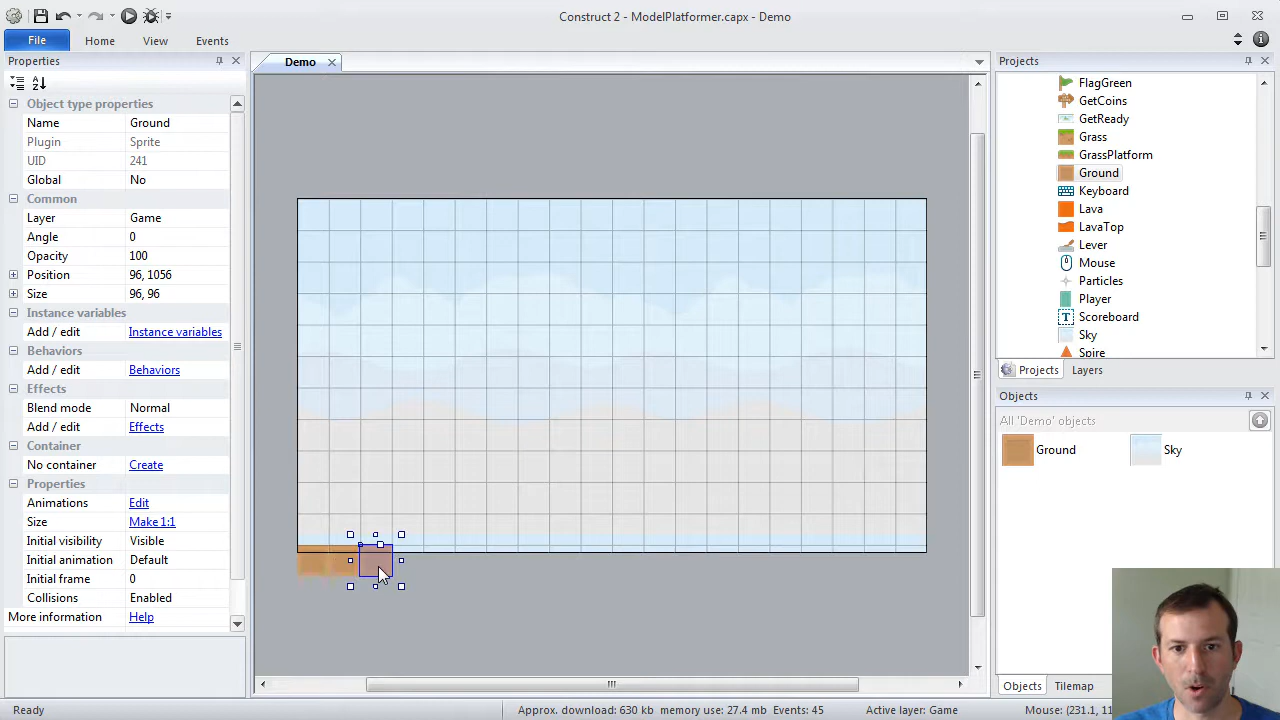 Construct 2 - ModelPlatformer.capx - Demo
File
Home
View
Events
Properties
Object type properties
Name Ground
Plugin Sprite
UID 241
Global No
Common
Layer Game
Angle 0
Opacity 100
Position 96, 1056
Size 96, 96
Instance variables
Add / edit Instance variables
Behaviors
Add / edit Behaviors
Effects
Blend mode Normal
Add / edit Effects
Container
No container Create
Properties
Animations Edit
Size Make 1:1
Initial visibility Visible
Initial animation Default
Initial frame 0
Collisions Enabled
More information Help
Demo
Projects
FlagGreen
GetCoins
GetReady
Grass
GrassPlatform
Ground
Keyboard
Lava
LavaTop
Lever
Mouse
Particles
Player
Scoreboard
Sky
Spire
Projects
Layers
Objects
All 'Demo' objects
Ground
Sky
Objects
Tilemap
Ready
Approx. download: 630 kb
memory use: 27.4 mb
Events: 45
Active layer: Game
Mouse: (231.1, 11